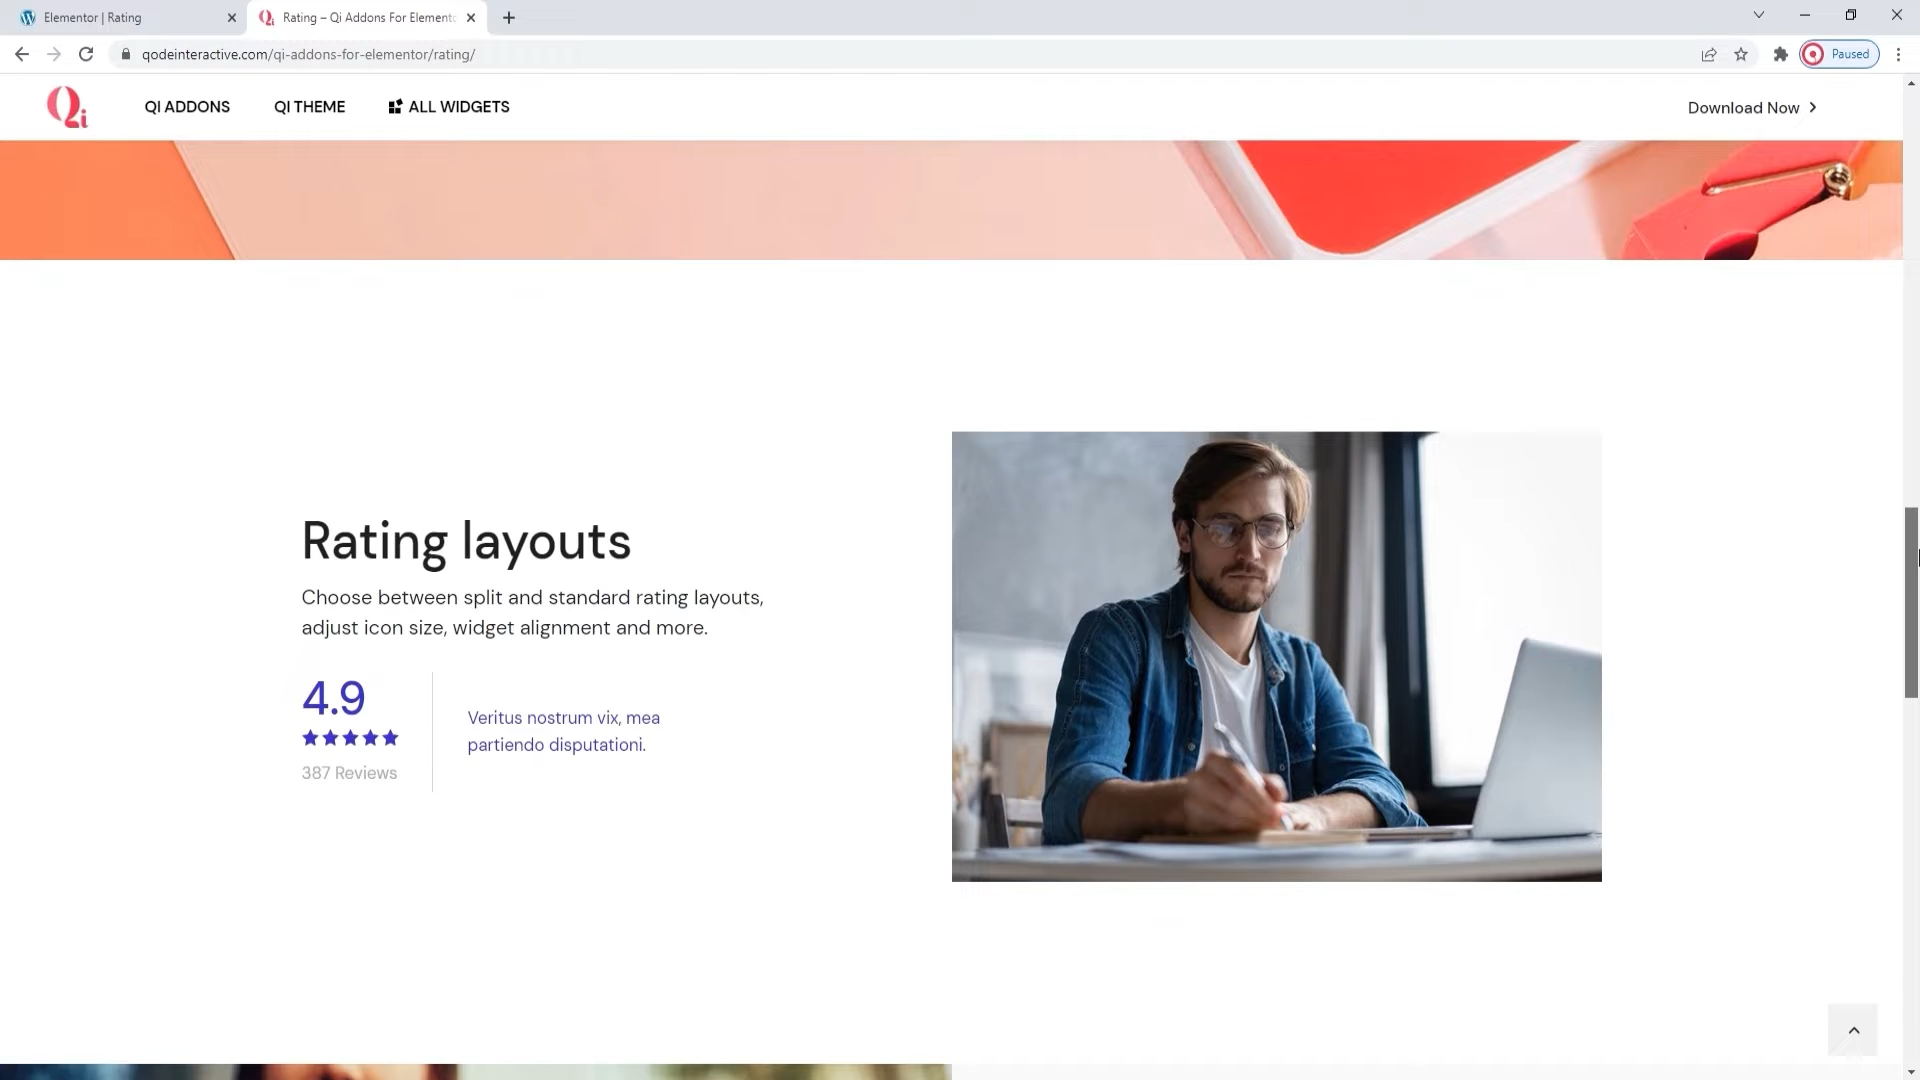 Elementor | Rating
Rating – Qi Addons For Elemento
qodeinteractive.com/qi-addons-for-elementor/rating/
Paused
Qi
QI ADDONS
QI THEME
ALL WIDGETS
Download Now
Rating layouts
Choose between split and standard rating layouts,
adjust icon size, widget alignment and more.
4.9
387 Reviews
Veritus nostrum vix, mea
partiendo disputationi.